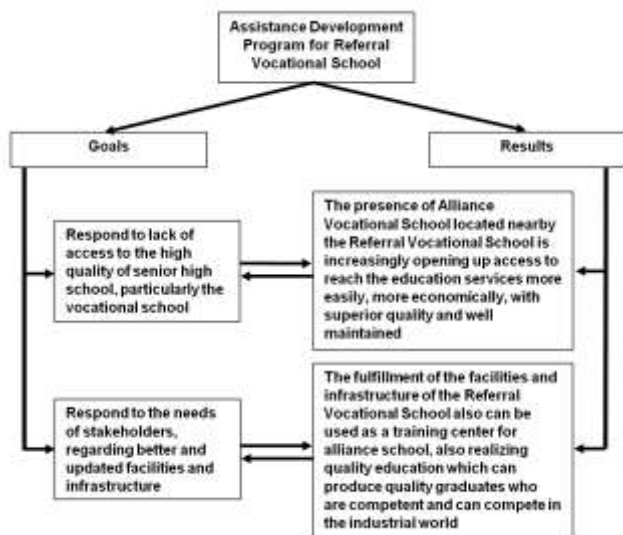 Assistance Development
Program for Referral
Vocational School
Goals
Results
Respond to lack of
access to the high
quality of senior high
school, particularly the
vocational school
The presence of Alliance
Vocational School located nearby
the Referral Vocational School is
increasingly opening up access to
reach the education services more
easily, more economically, with
superior quality and well
maintained
Respond to the needs
of stakeholders,
regarding better and
updated facilities and
infrastructure
The fulfillment of the facilities and
infrastructure of the Referral
Vocational School also can be
used as a training center for
alliance school, also realizing
quality education which can
produce quality graduates who
are competent and can compete in
the industrial world